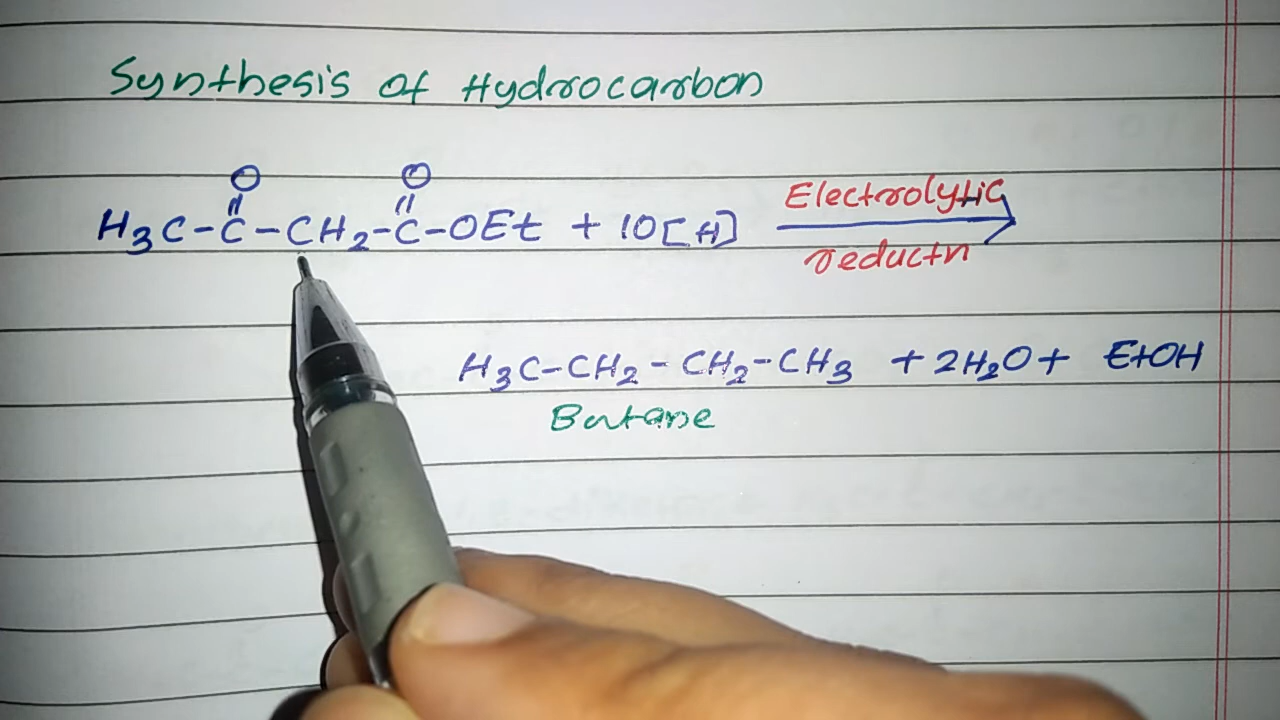 Synthesis of Hydrocarbon
O O
|| ||
H3C-C-CH2-C-OEt + 10[H] Electrolytic
reductn
H3C-CH2-CH2-CH3 + 2H2O + EtOH
Butane